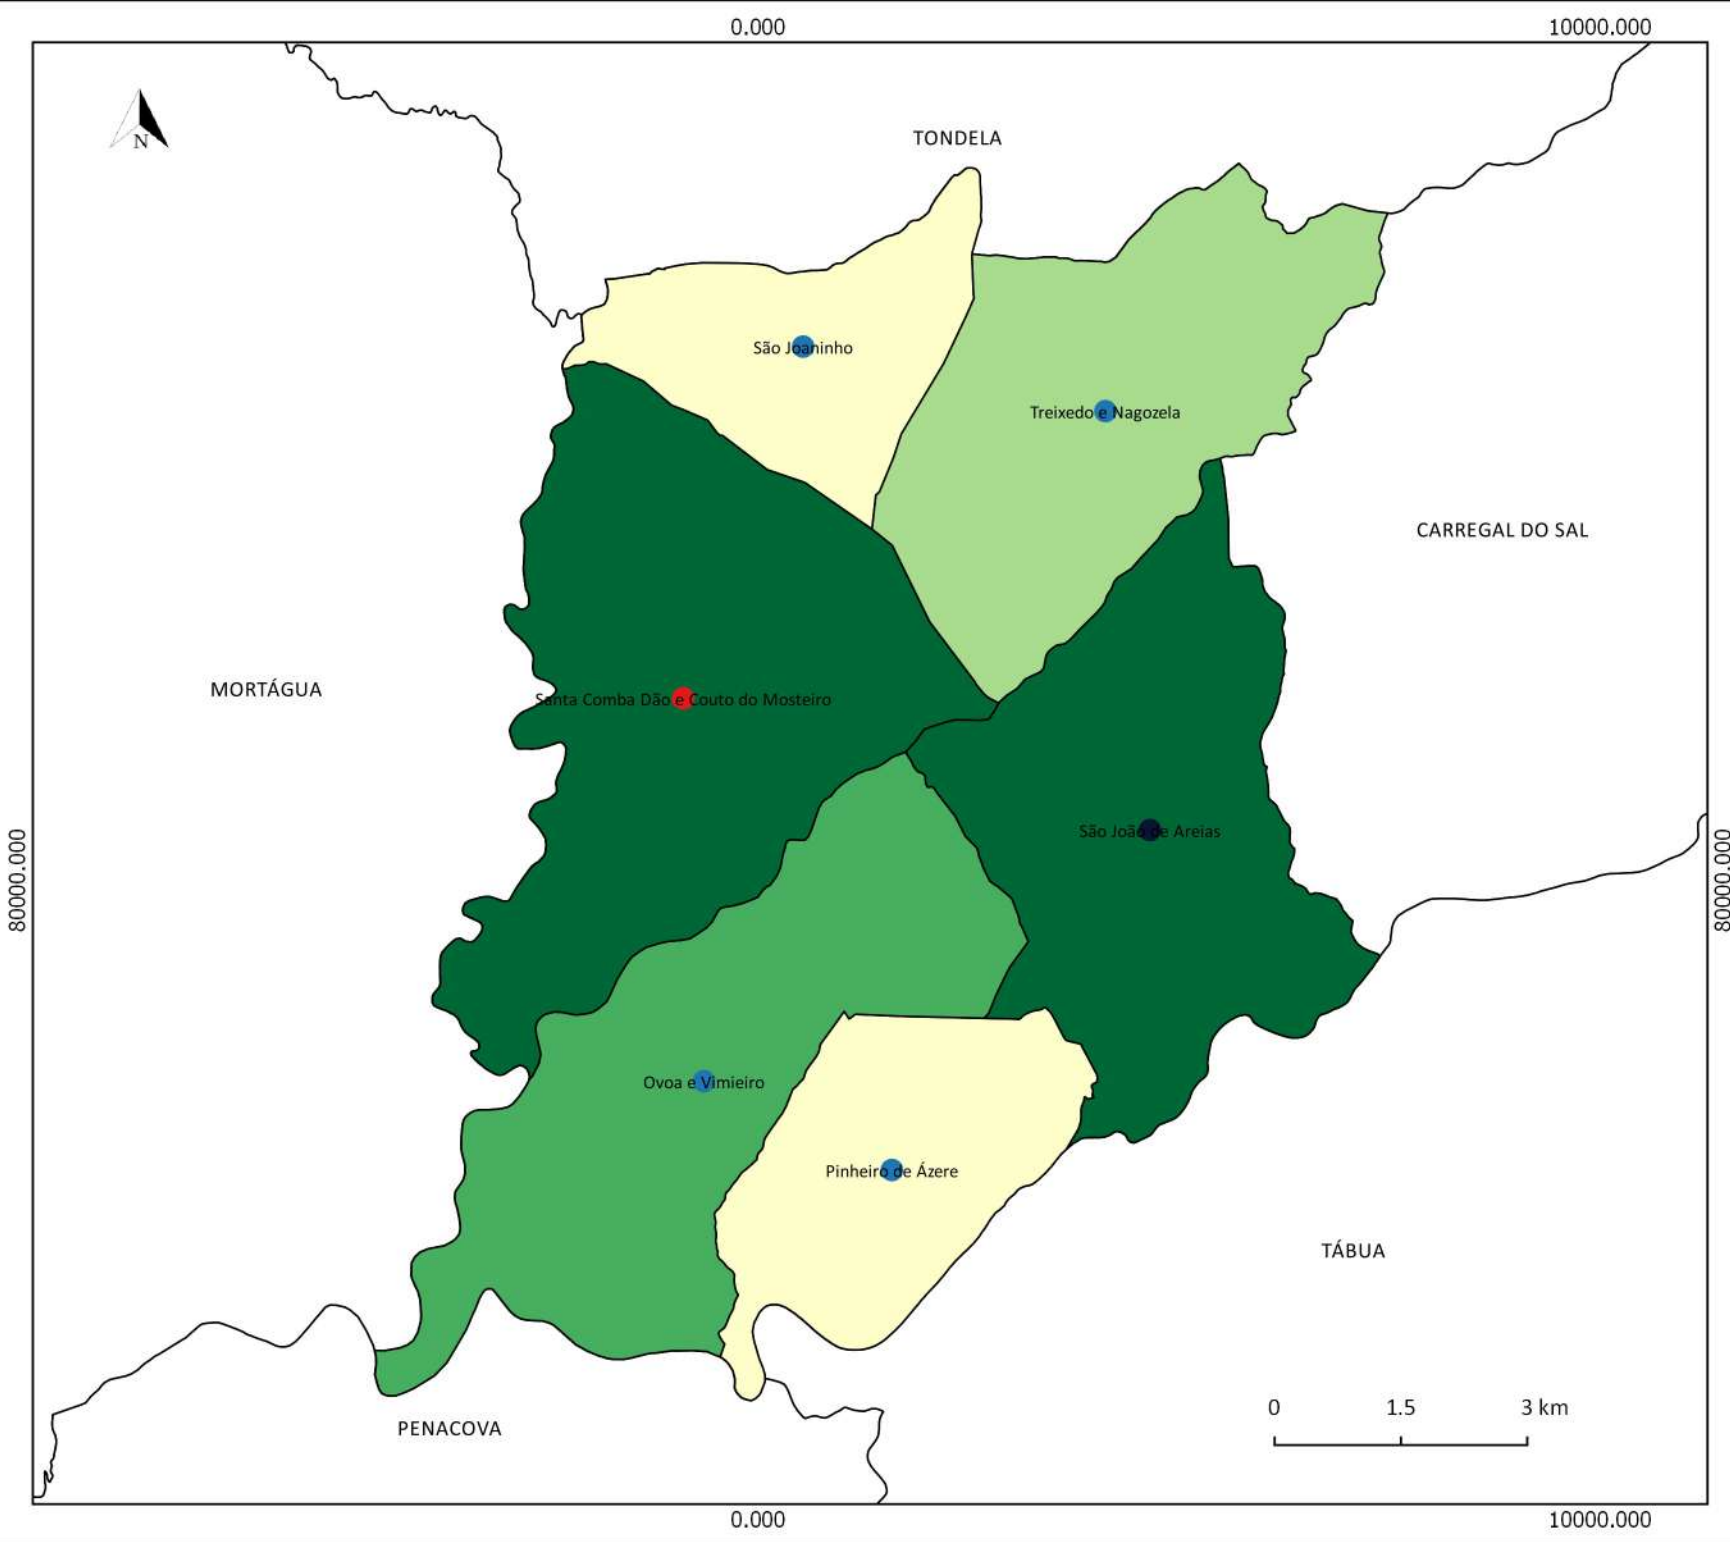 0.000 10000.000
N
TONDELA
São Joaninho
Treixedo e Nagozela
CARREGAL DO SAL
MORTÁGUA
Santa Comba Dão e Couto do Mosteiro
São João de Areias
80000.000 80000.000
Ovoa e Vimieiro
Pinheiro de Ázere
TÁBUA
0 1.5 3 km
PENACOVA
0.000 10000.000